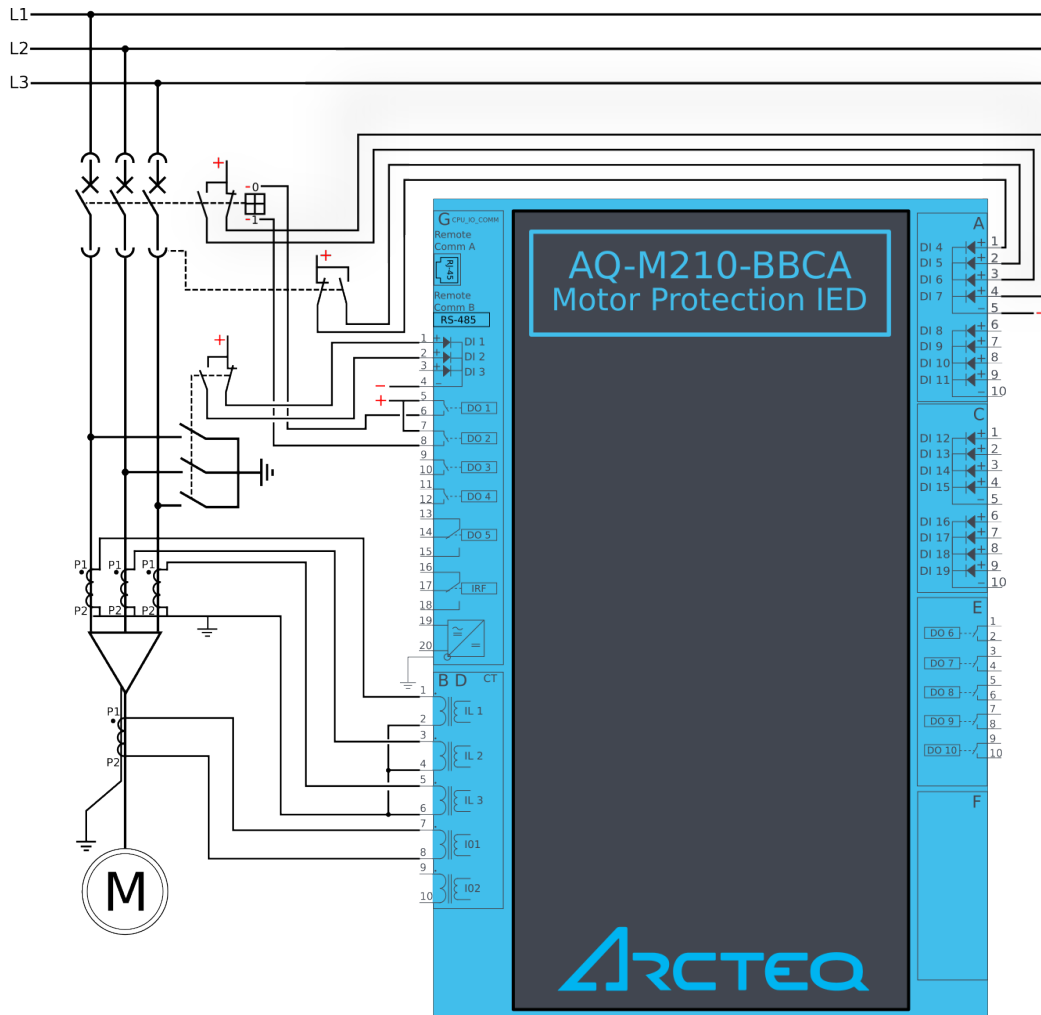 L1
L2
L3
+
-0
-1
+
+
G CPU_IO_COMM
Remote
Comm A
RJ-45
Remote
Comm B
RS-485
1 + DI 1
2 + DI 2
3 + DI 3
4 −
−
+
5
6 DO 1
7
8 DO 2
9
10 DO 3
11
12 DO 4
13
14 DO 5
15
16
17 IRF
18
19
20
B D CT
1
2 IL 1
3
4 IL 2
5
6 IL 3
7
8 I01
9
10 I02
P1 P1 P1
P2 P2 P2
P1
P2
M
AQ-M210-BBCA
Motor Protection IED
ARCTEQ
A
DI 4 + 1
DI 5 + 2
DI 6 + 3
DI 7 + 4
− 5 −
DI 8 + 6
DI 9 + 7
DI 10 + 8
DI 11 + 9
− 10
C
DI 12 + 1
DI 13 + 2
DI 14 + 3
DI 15 + 4
− 5
DI 16 + 6
DI 17 + 7
DI 18 + 8
DI 19 + 9
− 10
E
DO 6 1
2
DO 7 3
4
DO 8 5
6
DO 9 7
8
DO 10 9
10
F